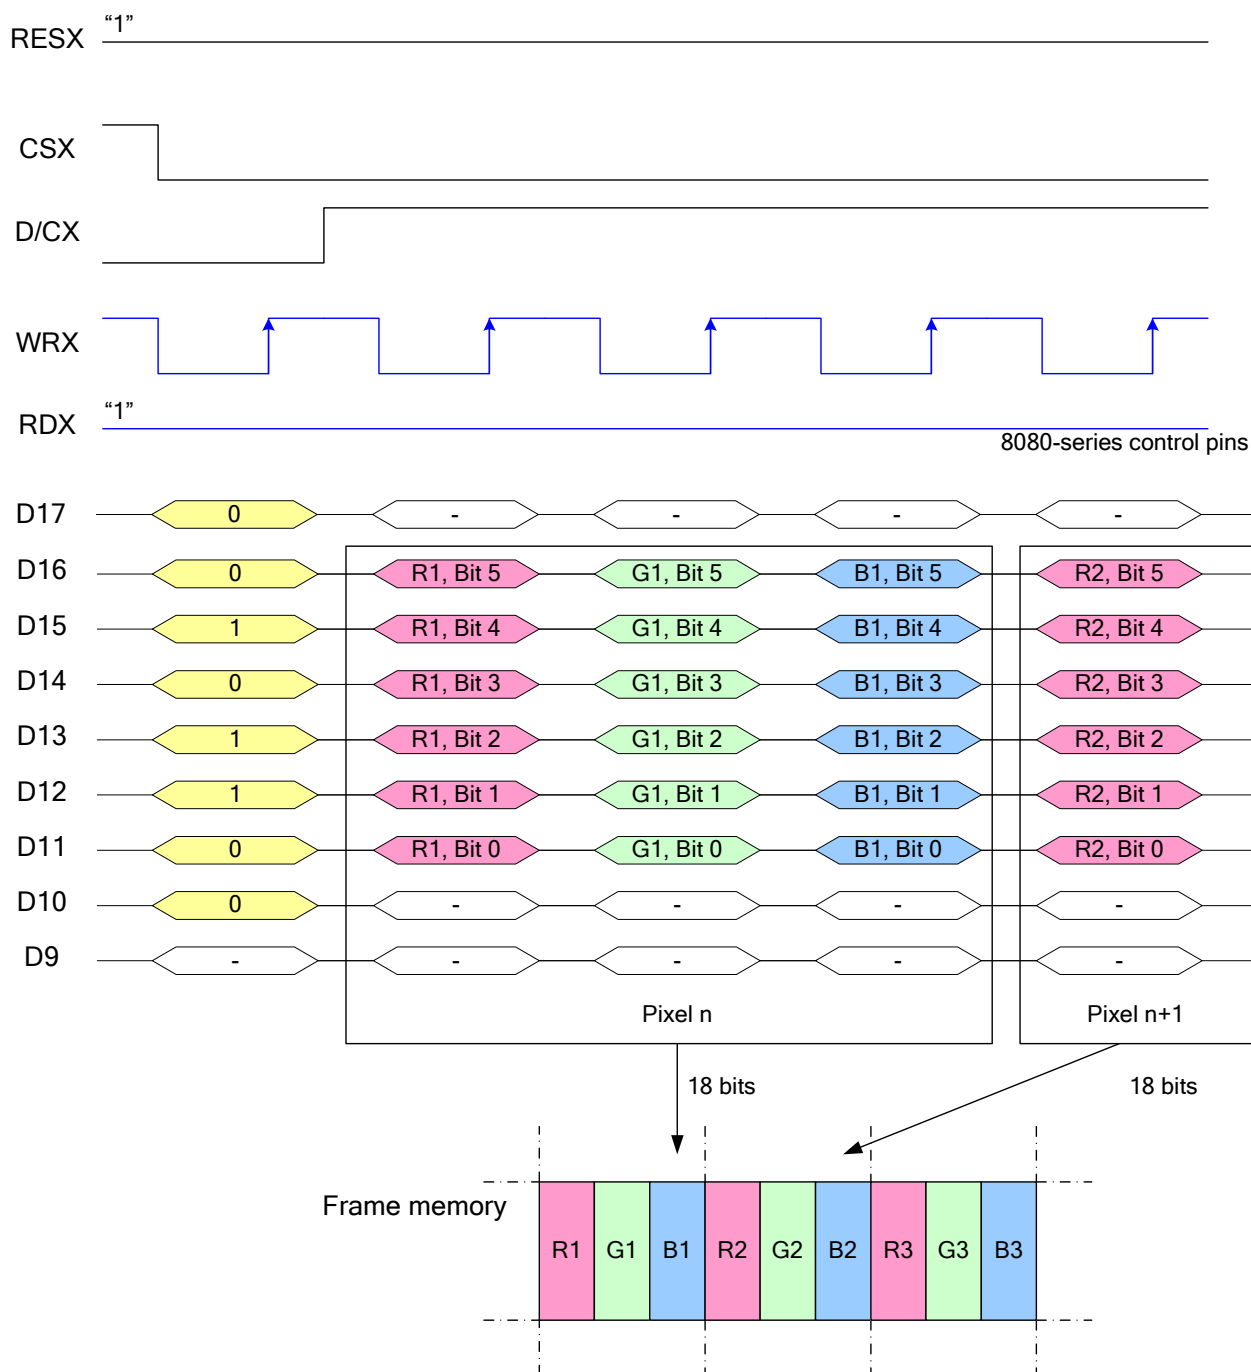 RESX “1”
CSX
D/CX
WRX
RDX “1”
8080-series control pins
D17 0 - - - -
D16 0 R1, Bit 5 G1, Bit 5 B1, Bit 5 R2, Bit 5
D15 1 R1, Bit 4 G1, Bit 4 B1, Bit 4 R2, Bit 4
D14 0 R1, Bit 3 G1, Bit 3 B1, Bit 3 R2, Bit 3
D13 1 R1, Bit 2 G1, Bit 2 B1, Bit 2 R2, Bit 2
D12 1 R1, Bit 1 G1, Bit 1 B1, Bit 1 R2, Bit 1
D11 0 R1, Bit 0 G1, Bit 0 B1, Bit 0 R2, Bit 0
D10 0 - - - -
D9 - - - - -
Pixel n Pixel n+1
18 bits 18 bits
Frame memory
R1 G1 B1 R2 G2 B2 R3 G3 B3